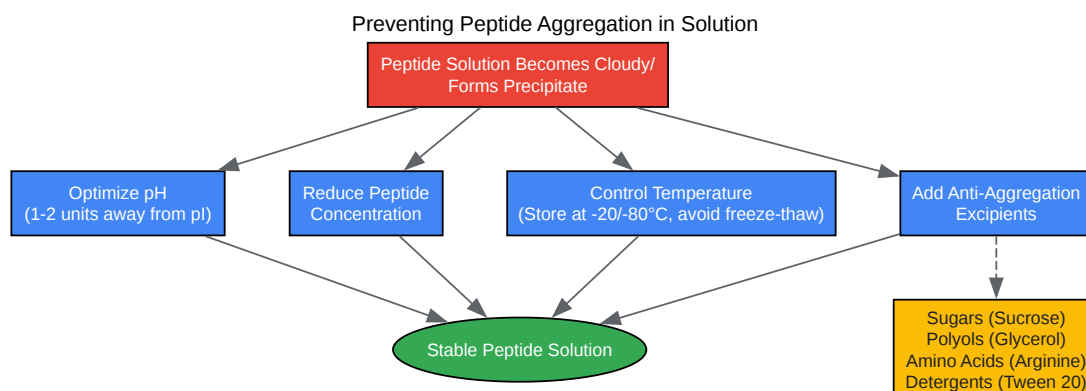 Preventing Peptide Aggregation in Solution
Peptide Solution Becomes Cloudy/
Forms Precipitate
Optimize pH
(1-2 units away from pI)
Reduce Peptide
Concentration
Control Temperature
(Store at -20/-80°C, avoid freeze-thaw)
Add Anti-Aggregation
Excipients
Stable Peptide Solution
Sugars (Sucrose)
Polyols (Glycerol)
Amino Acids (Arginine)
Detergents (Tween 20)